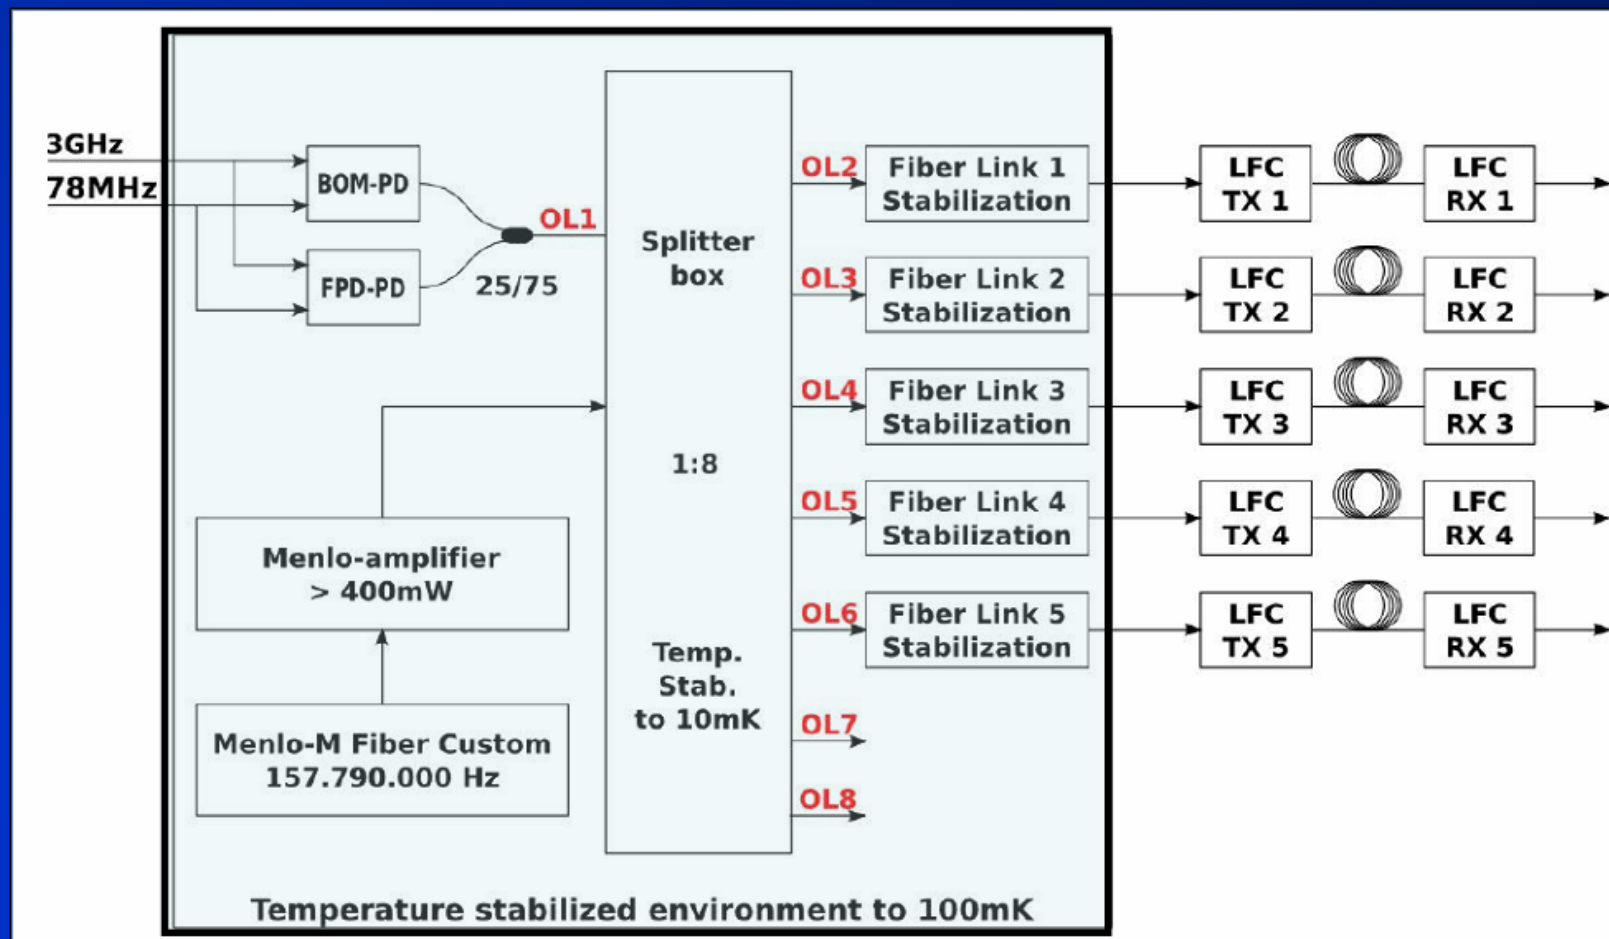 3GHz
78MHz
BOM-PD
FPD-PD
25/75
OL1
Splitter
box
1:8
Temp.
Stab.
to 10mK
Menlo-amplifier
> 400mW
Menlo-M Fiber Custom
157.790.000 Hz
OL2
Fiber Link 1
Stabilization
LFC
TX 1
LFC
RX 1
OL3
Fiber Link 2
Stabilization
LFC
TX 2
LFC
RX 2
OL4
Fiber Link 3
Stabilization
LFC
TX 3
LFC
RX 3
OL5
Fiber Link 4
Stabilization
LFC
TX 4
LFC
RX 4
OL6
Fiber Link 5
Stabilization
LFC
TX 5
LFC
RX 5
OL7
OL8
Temperature stabilized environment to 100mK